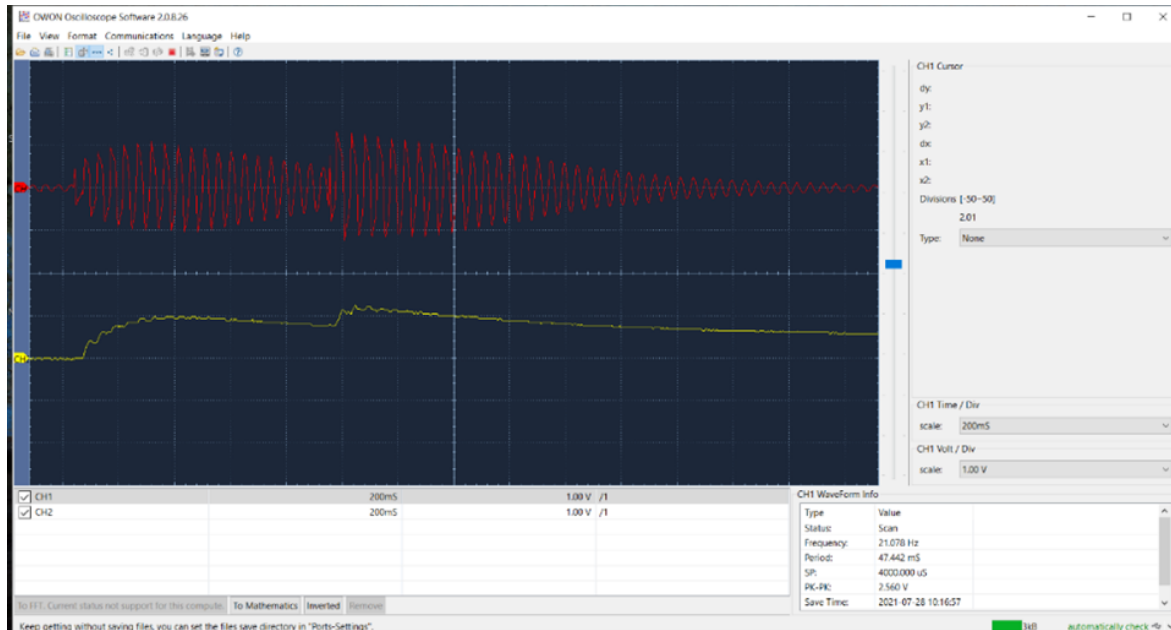 OWON Oscilloscope Software 2.0.8.26
File View Format Communications Language Help
CH1 Cursor
dy:
y1:
y2:
dx:
x1:
x2:
Divisions [-50~50]
2.01
Type: None
CH1 Time / Div
scale: 200mS
CH1 Volt / Div
scale: 1.00 V
CH
CH1 200mS 1.00 V /1
CH2 200mS 1.00 V /1
CH1 WaveForm Info
Type Value
Status: Scan
Frequency: 21.078 Hz
Period: 47.442 mS
SP: 4000.000 uS
PK-PK: 2.560 V
Save Time: 2021-07-28 10:16:57
To FFT. Current status not support for this compute. To Mathematics Inverted Remove
Keep getting without saving files, you can set the files save directory in "Ports-Settings".
3kB automatically check